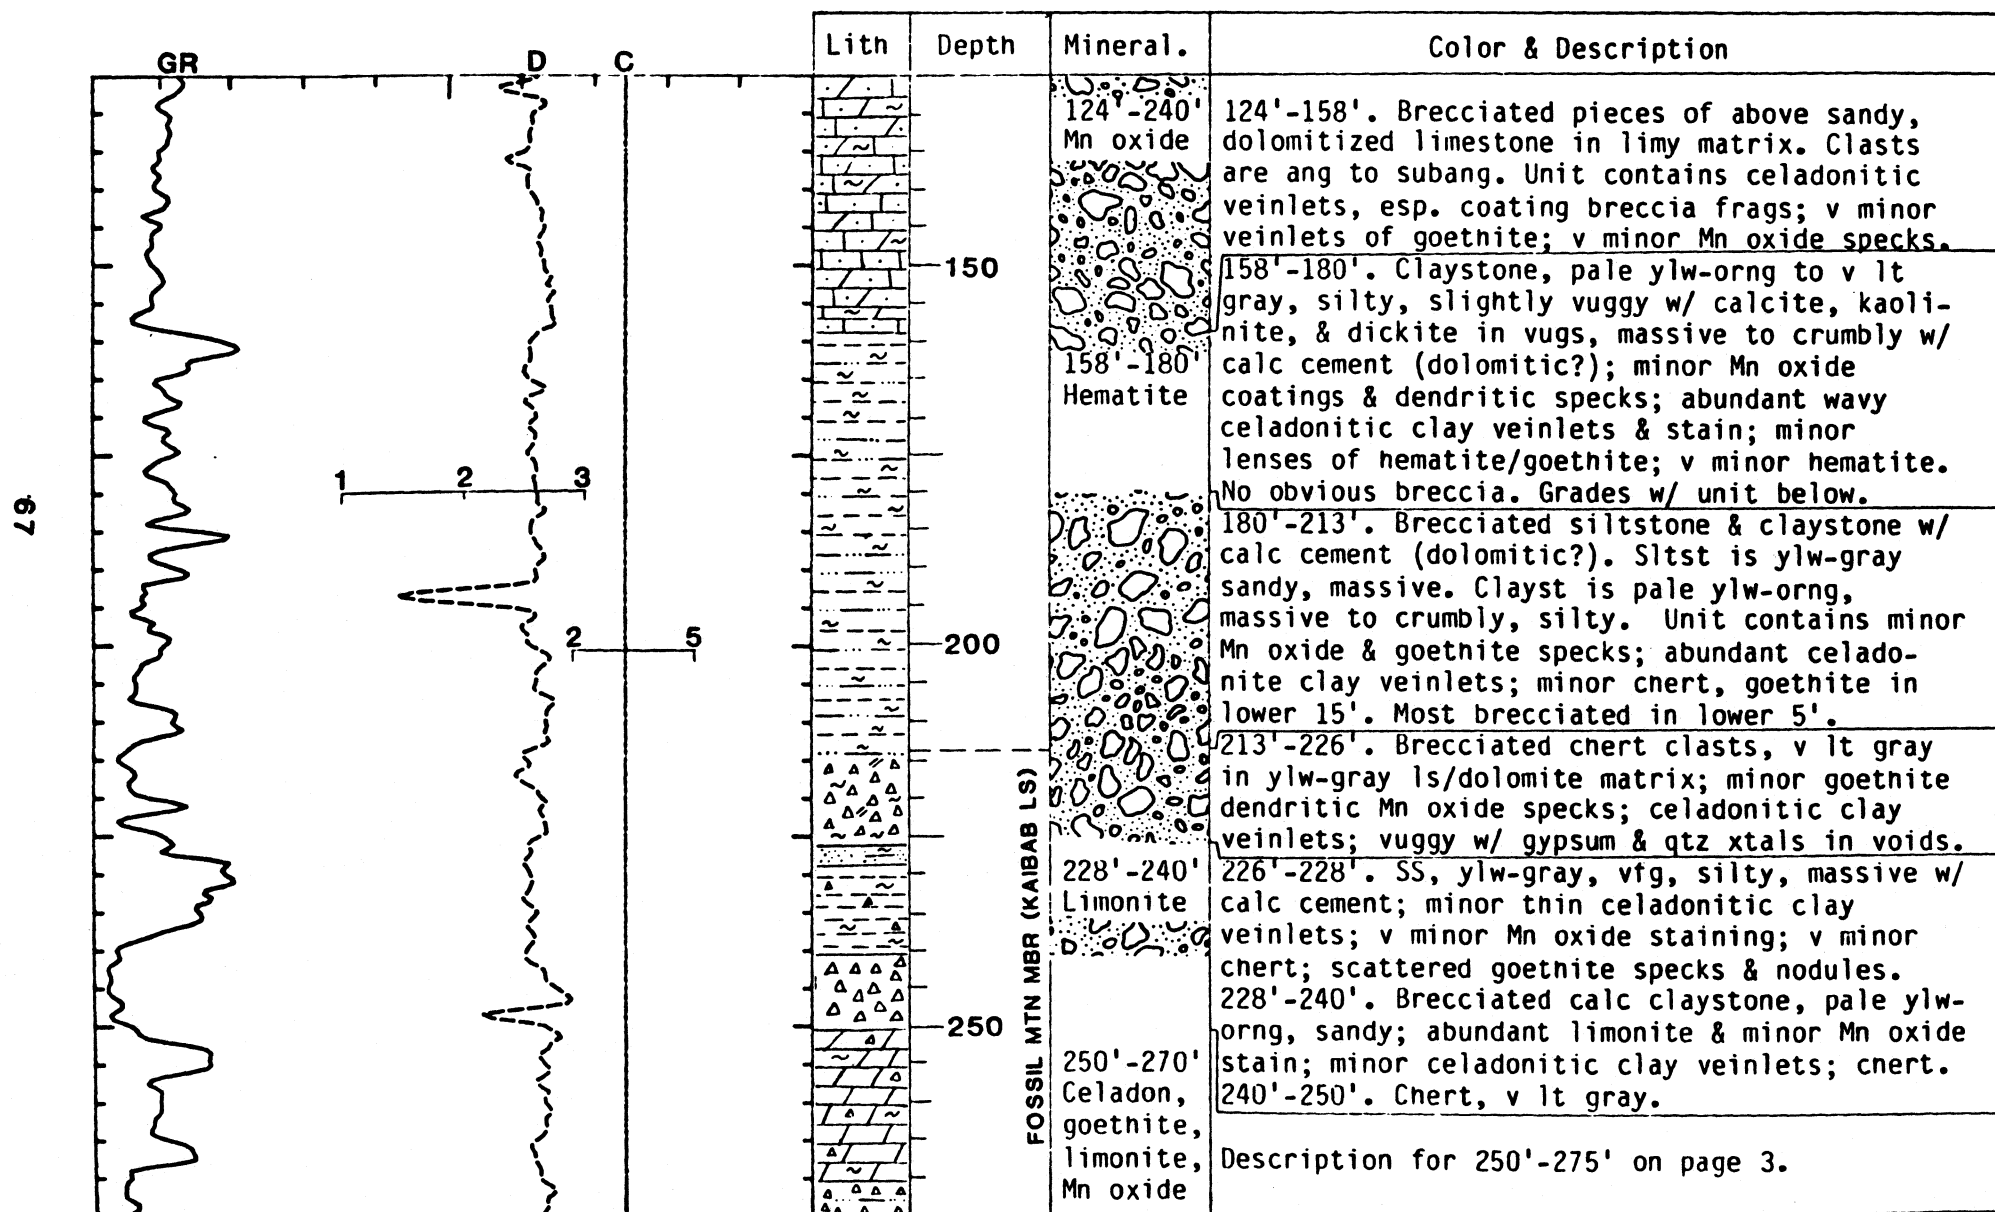 Lith
Depth
Mineral.
Color & Description
GR
D
C
124'-240'
Mn oxide
124'-158'. Brecciated pieces of above sandy,
dolomitized limestone in limy matrix. Clasts
are ang to subang. Unit contains celadonitic
veinlets, esp. coating breccia frags; v minor
veinlets of goethite; v minor Mn oxide specks.
150
158'-180'. Claystone, pale ylw-orng to v lt
gray, silty, slightly vuggy w/ calcite, kaoli-
nite, & dickite in vugs, massive to crumbly w/
calc cement (dolomitic?); minor Mn oxide
coatings & dendritic specks; abundant wavy
celadonitic clay veinlets & stain; minor
lenses of hematite/goethite; v minor hematite.
No obvious breccia. Grades w/ unit below.
158'-180'
Hematite
1 2 3
67
180'-213'. Brecciated siltstone & claystone w/
calc cement (dolomitic?). Sltst is ylw-gray
sandy, massive. Clayst is pale ylw-orng,
massive to crumbly, silty. Unit contains minor
Mn oxide & goethite specks; abundant celado-
nite clay veinlets; minor chert, goethite in
lower 15'. Most brecciated in lower 5'.
2 5
200
213'-226'. Brecciated chert clasts, v lt gray
in ylw-gray ls/dolomite matrix; minor goethite
dendritic Mn oxide specks; celadonitic clay
veinlets; vuggy w/ gypsum & qtz xtals in voids.
FOSSIL MTN MBR (KAIBAB LS)
228'-240'
Limonite
226'-228'. SS, ylw-gray, vfg, silty, massive w/
calc cement; minor thin celadonitic clay
veinlets; v minor Mn oxide staining; v minor
chert; scattered goethite specks & nodules.
228'-240'. Brecciated calc claystone, pale ylw-
orng, sandy; abundant limonite & minor Mn oxide
stain; minor celadonitic clay veinlets; chert.
240'-250'. Chert, v lt gray.
250
250'-270'
Celadon,
goethite,
limonite,
Mn oxide
Description for 250'-275' on page 3.